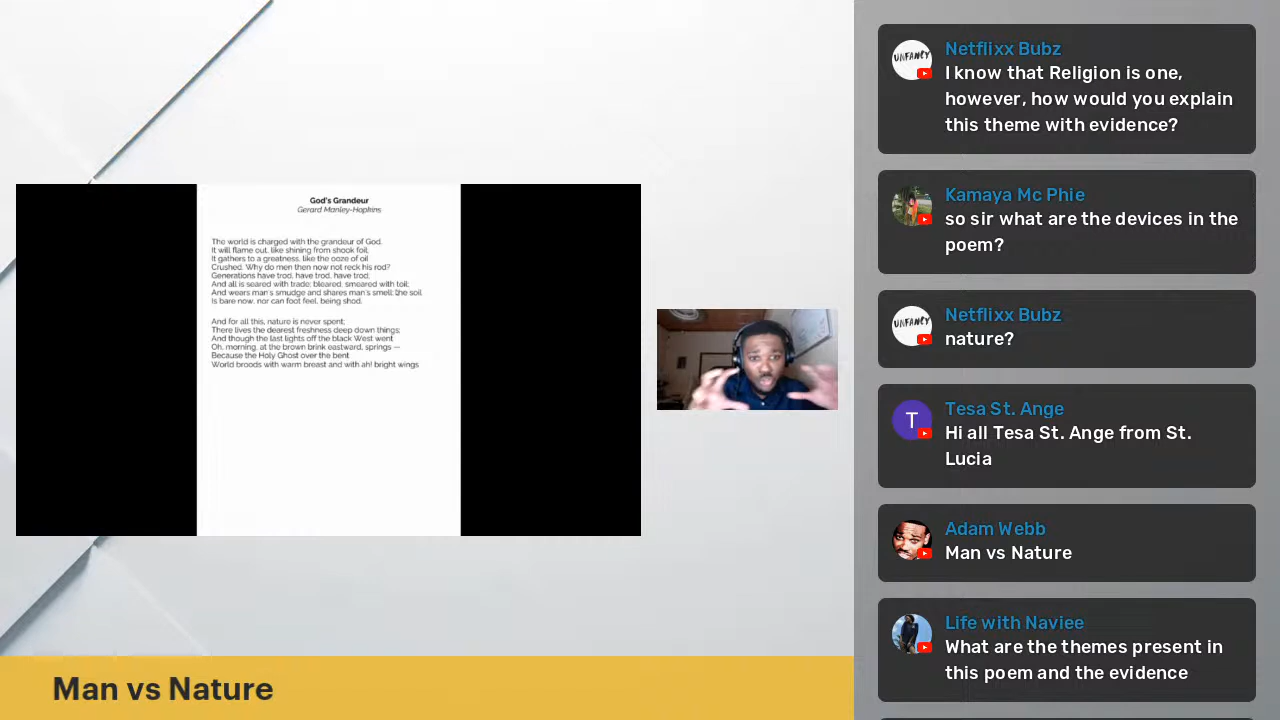 God's Grandeur
Gerard Manley-Hopkins
The world is charged with the grandeur of God.
It will flame out, like shining from shook foil;
It gathers to a greatness, like the ooze of oil
Crushed. Why do men then now not reck his rod?
Generations have trod, have trod, have trod;
And all is seared with trade; bleared, smeared with toil;
And wears man's smudge and shares man's smell: the soil
Is bare now, nor can foot feel, being shod.
And for all this, nature is never spent;
There lives the dearest freshness deep down things;
And though the last lights off the black West went
Oh, morning, at the brown brink eastward, springs —
Because the Holy Ghost over the bent
World broods with warm breast and with ah! bright wings
Man vs Nature
UNFANCY
Netflixx Bubz
I know that Religion is one,
however, how would you explain
this theme with evidence?
Kamaya Mc Phie
so sir what are the devices in the
poem?
UNFANCY
Netflixx Bubz
nature?
T
Tesa St. Ange
Hi all Tesa St. Ange from St.
Lucia
Adam Webb
Man vs Nature
Life with Naviee
What are the themes present in
this poem and the evidence